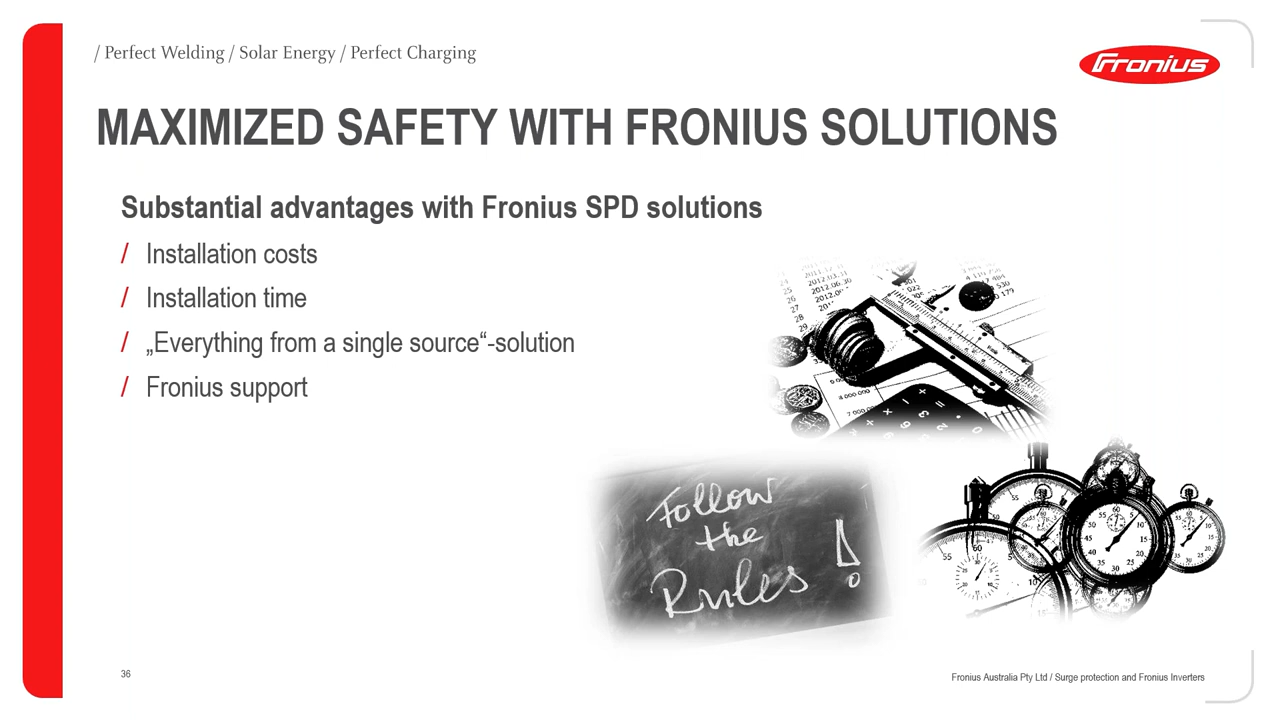 / Perfect Welding / Solar Energy / Perfect Charging
Fronius
MAXIMIZED SAFETY WITH FRONIUS SOLUTIONS
Substantial advantages with Fronius SPD solutions
/ Installation costs
/ Installation time
/ „Everything from a single source“-solution
/ Fronius support
Follow
the
Rules !
36
Fronius Australia Pty Ltd / Surge protection and Fronius Inverters